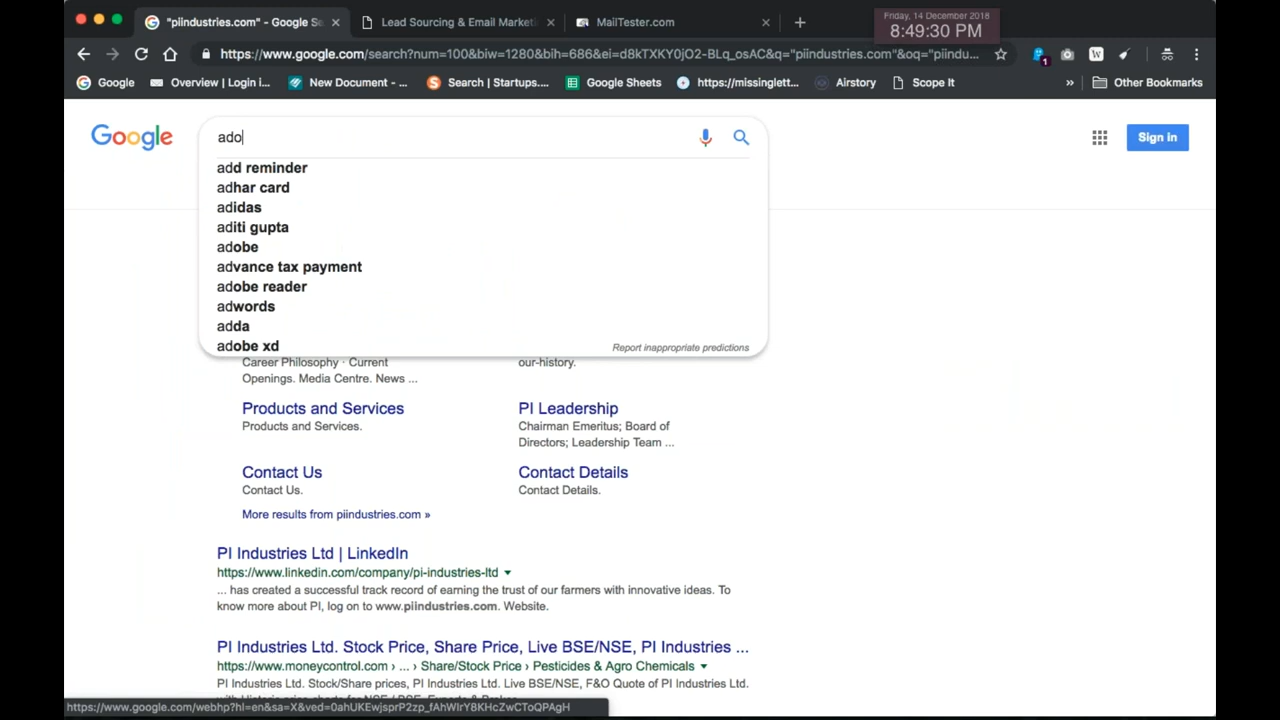 "piindustries.com" - Google Se
Lead Sourcing & Email Marketi
MailTester.com
Friday, 14 December 2018
8:49:30 PM
https://www.google.com/search?num=100&biw=1280&bih=686&ei=d8kTXKY0jO2-BLq_osAC&q="piindustries.com"&oq="piindu...
1
Google
Overview | Login i...
New Document - ...
Search | Startups....
Google Sheets
https://missinglett...
Airstory
Scope It
»
Other Bookmarks
Google
ado
Sign in
add reminder
adhar card
adidas
aditi gupta
adobe
advance tax payment
adobe reader
adwords
adda
adobe xd
Report inappropriate predictions
Career Philosophy · Current
Openings. Media Centre. News ...
our-history.
Products and Services
Products and Services.
PI Leadership
Chairman Emeritus; Board of
Directors; Leadership Team ...
Contact Us
Contact Us.
Contact Details
Contact Details.
More results from piindustries.com »
PI Industries Ltd | LinkedIn
https://www.linkedin.com/company/pi-industries-ltd
... has created a successful track record of earning the trust of our farmers with innovative ideas. To
know more about PI, log on to www.piindustries.com. Website.
PI Industries Ltd. Stock Price, Share Price, Live BSE/NSE, PI Industries ...
https://www.moneycontrol.com › ... › Share/Stock Price › Pesticides & Agro Chemicals
PI Industries Ltd. Stock/Share prices, PI Industries Ltd. Live BSE/NSE, F&O Quote of PI Industries Ltd.
https://www.google.com/webhp?hl=en&sa=X&ved=0ahUKEwjsprP2zp_fAhWIrY8KHcZwCToQPAgH